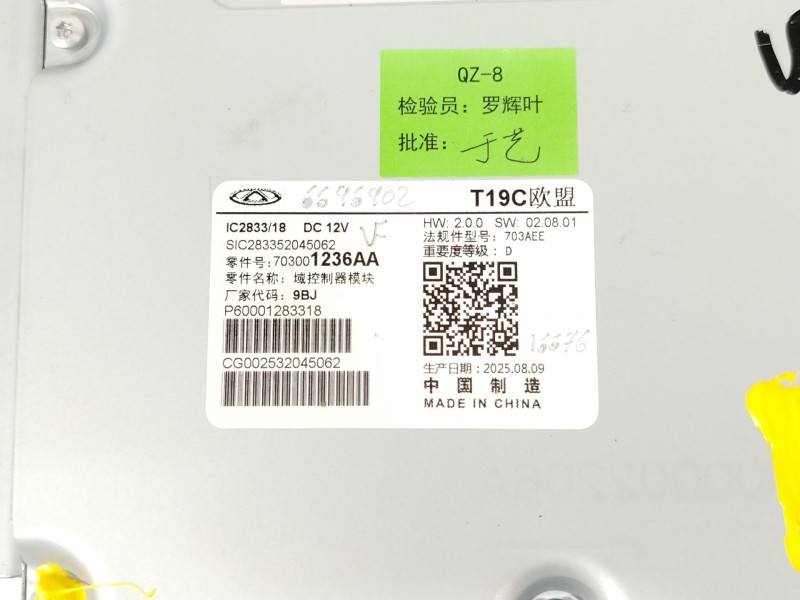 QZ-8
检验员：罗辉叶
批准：于艺
6696902
T19C欧盟
IC2833/18 DC 12V
VF
HW: 2.0.0 SW: 02.08.01
SIC283352045062
法规件型号：703AEE
零件号：703001236AA
重要度等级：D
零件名称：域控制器模块
厂家代码：9BJ
P60001283318
16676
CG002532045062
生产日期：2025.08.09
中国制造
MADE IN CHINA